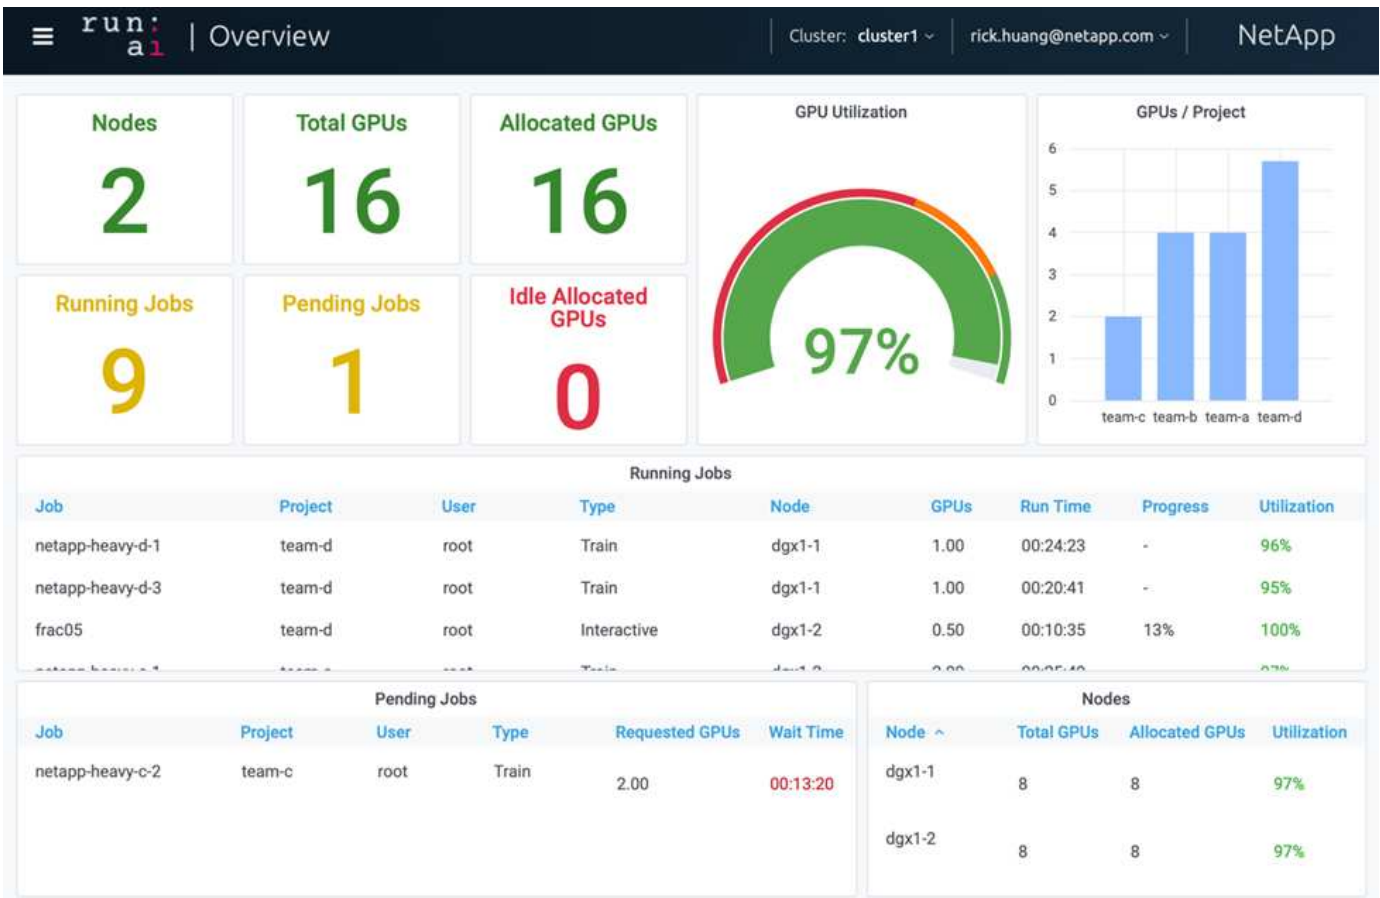 run: ai | Overview Cluster: cluster1 rick.huang@netapp.com NetApp
Nodes
2
Total GPUs
16
Allocated GPUs
16
Running Jobs
9
Pending Jobs
1
Idle Allocated
GPUs
0
GPU Utilization
97%
GPUs / Project
6
5
4
3
2
1
0
team-c team-b team-a team-d
Running Jobs
Job Project User Type Node GPUs Run Time Progress Utilization
netapp-heavy-d-1 team-d root Train dgx1-1 1.00 00:24:23 - 96%
netapp-heavy-d-3 team-d root Train dgx1-1 1.00 00:20:41 - 95%
frac05 team-d root Interactive dgx1-2 0.50 00:10:35 13% 100%
Pending Jobs
Job Project User Type Requested GPUs Wait Time
netapp-heavy-c-2 team-c root Train 2.00 00:13:20
Nodes
Node Total GPUs Allocated GPUs Utilization
dgx1-1 8 8 97%
dgx1-2 8 8 97%